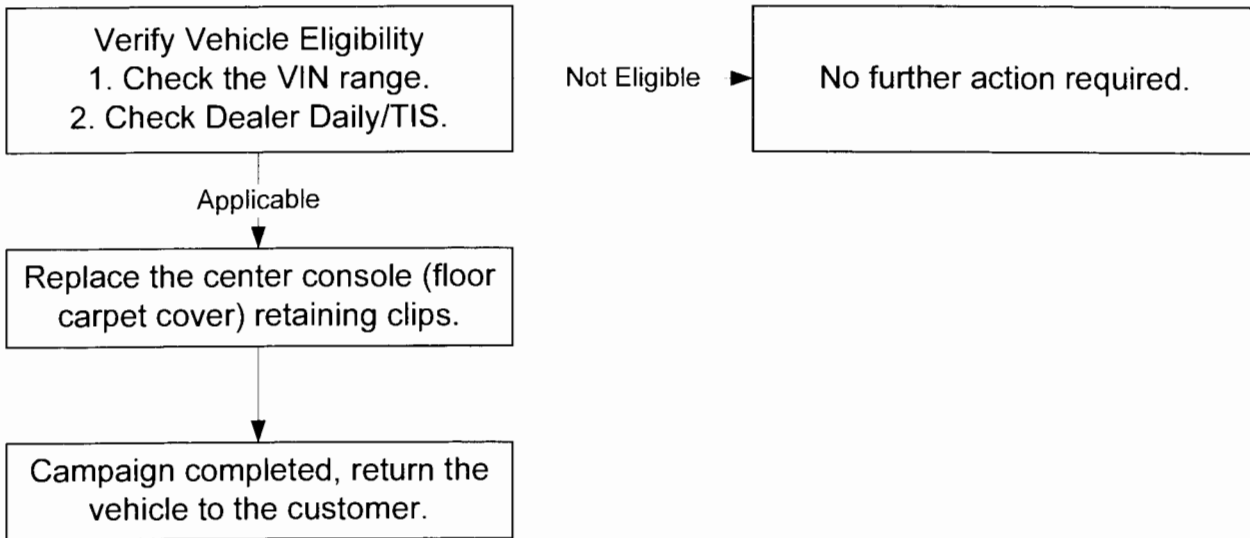 Verify Vehicle Eligibility
1. Check the VIN range.
2. Check Dealer Daily/TIS.
Not Eligible
No further action required.
Applicable
Replace the center console (floor
carpet cover) retaining clips.
Campaign completed, return the
vehicle to the customer.